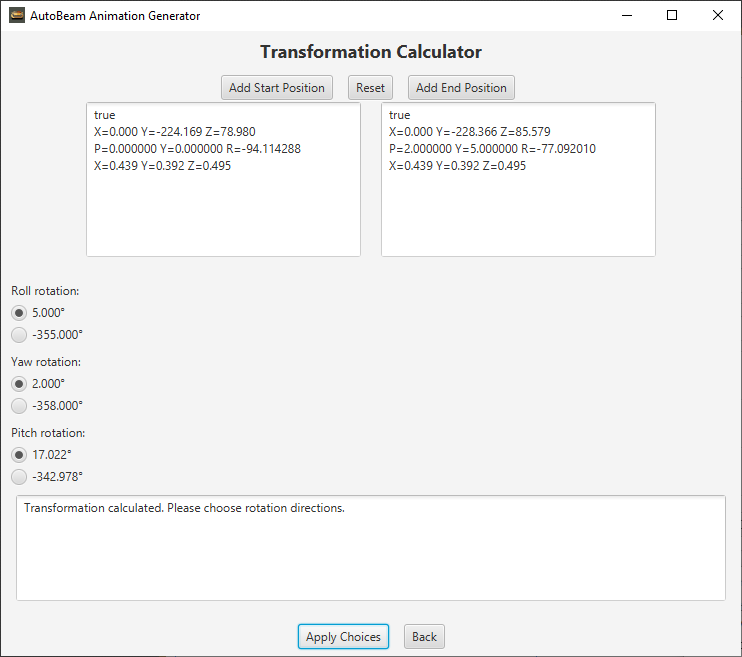 AutoBeam Animation Generator
Transformation Calculator
Add Start Position
Reset
Add End Position
true
X=0.000 Y=-224.169 Z=78.980
P=0.000000 Y=0.000000 R=-94.114288
X=0.439 Y=0.392 Z=0.495
true
X=0.000 Y=-228.366 Z=85.579
P=2.000000 Y=5.000000 R=-77.092010
X=0.439 Y=0.392 Z=0.495
Roll rotation:
5.000°
-355.000°
Yaw rotation:
2.000°
-358.000°
Pitch rotation:
17.022°
-342.978°
Transformation calculated. Please choose rotation directions.
Apply Choices
Back